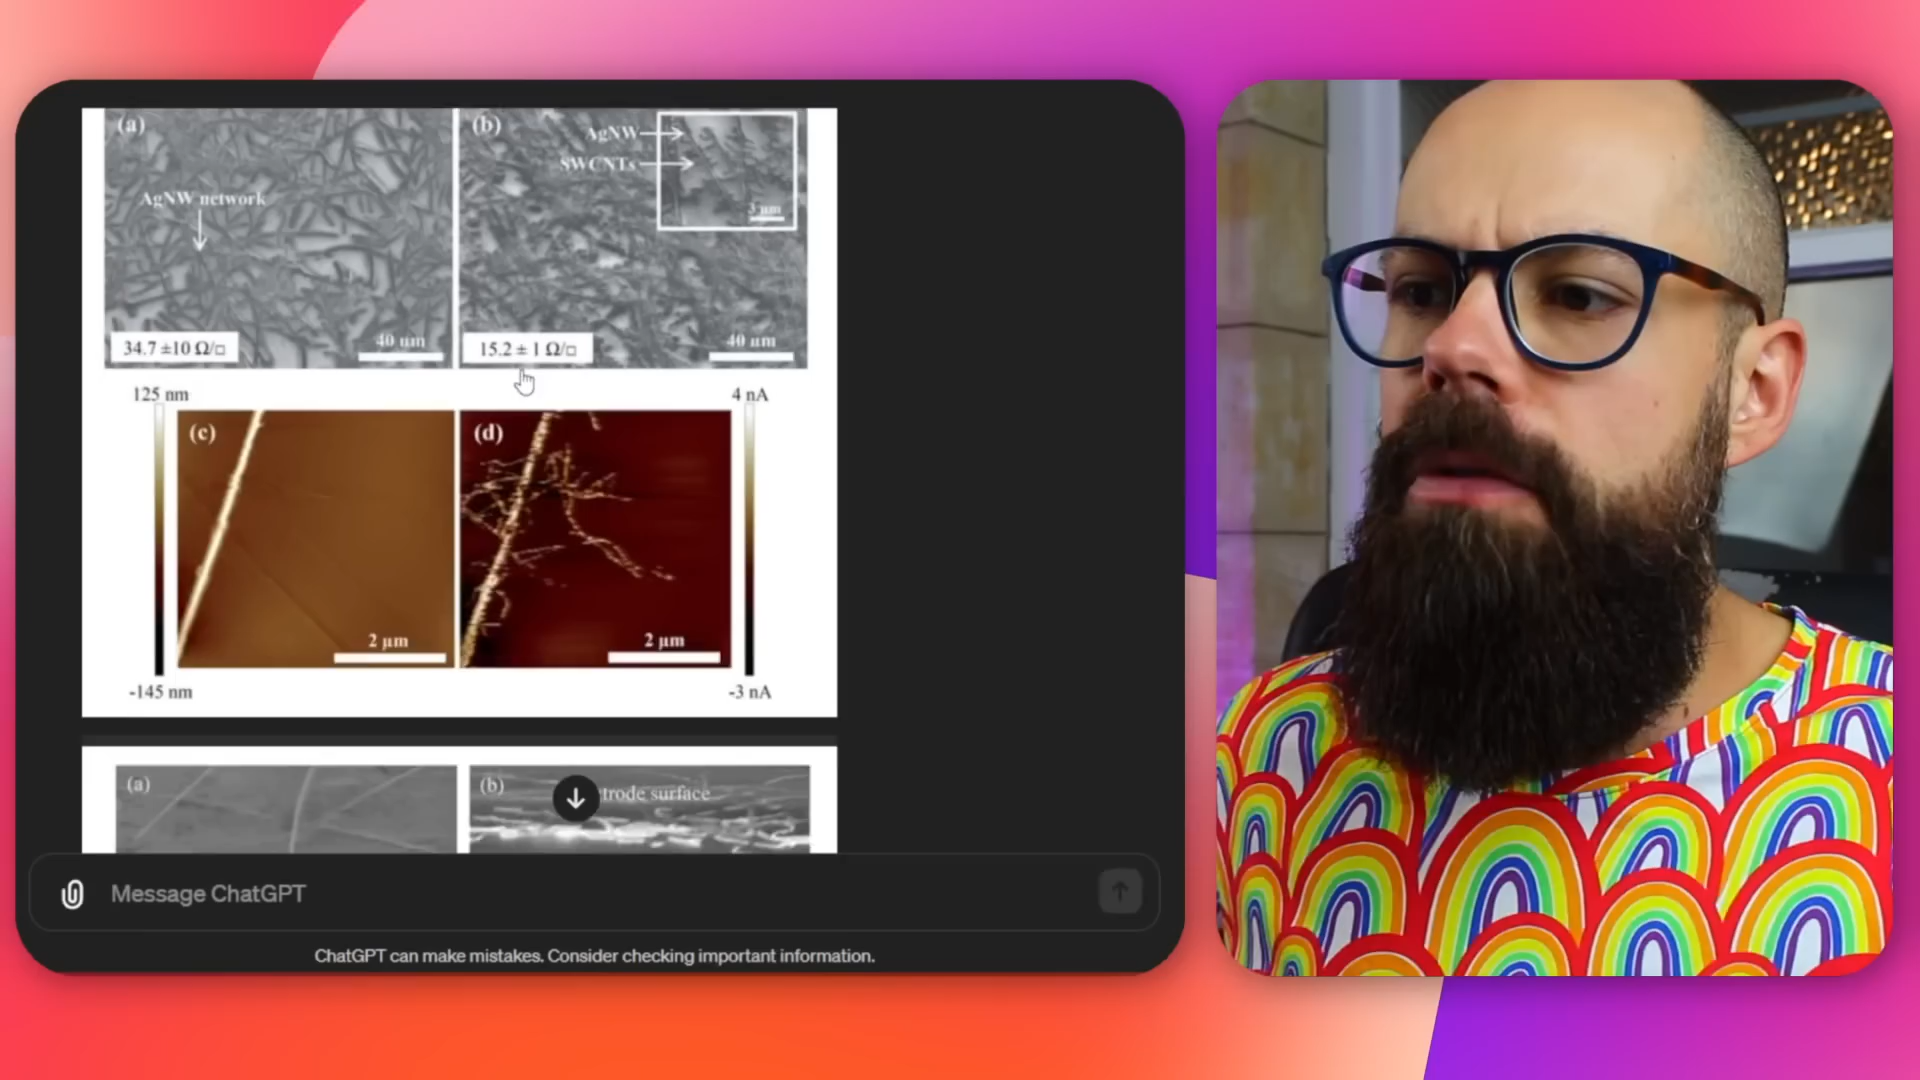 (a)
AgNW network
34.7 ±10 Ω/□
40 µm
(b)
AgNW
SWCNTs
3 µm
15.2 ± 1 Ω/□
40 µm
125 nm
-145 nm
(c)
2 µm
(d)
2 µm
4 nA
-3 nA
(a)
(b)
trode surface
Message ChatGPT
ChatGPT can make mistakes. Consider checking important information.